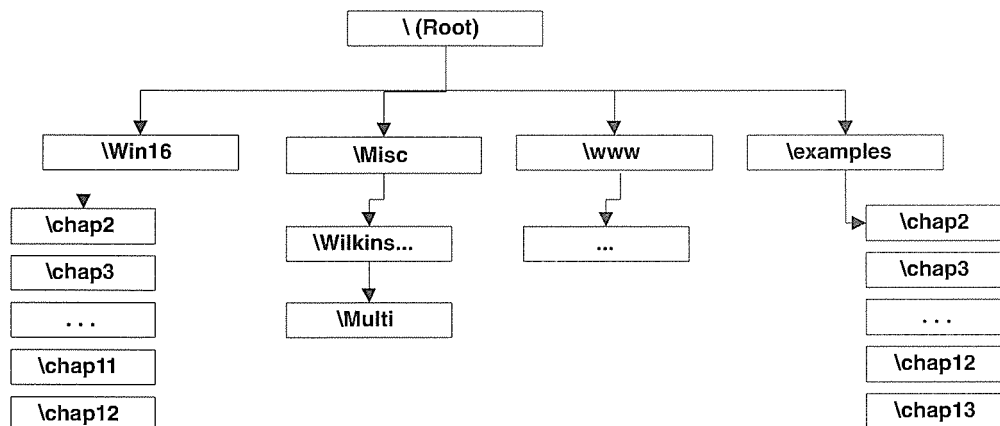 \ (Root)
\Win16
\Misc
\www
\examples
\chap2
\chap3
. . .
\chap11
\chap12
\Wilkins...
\Multi
...
\chap2
\chap3
. . .
\chap12
\chap13